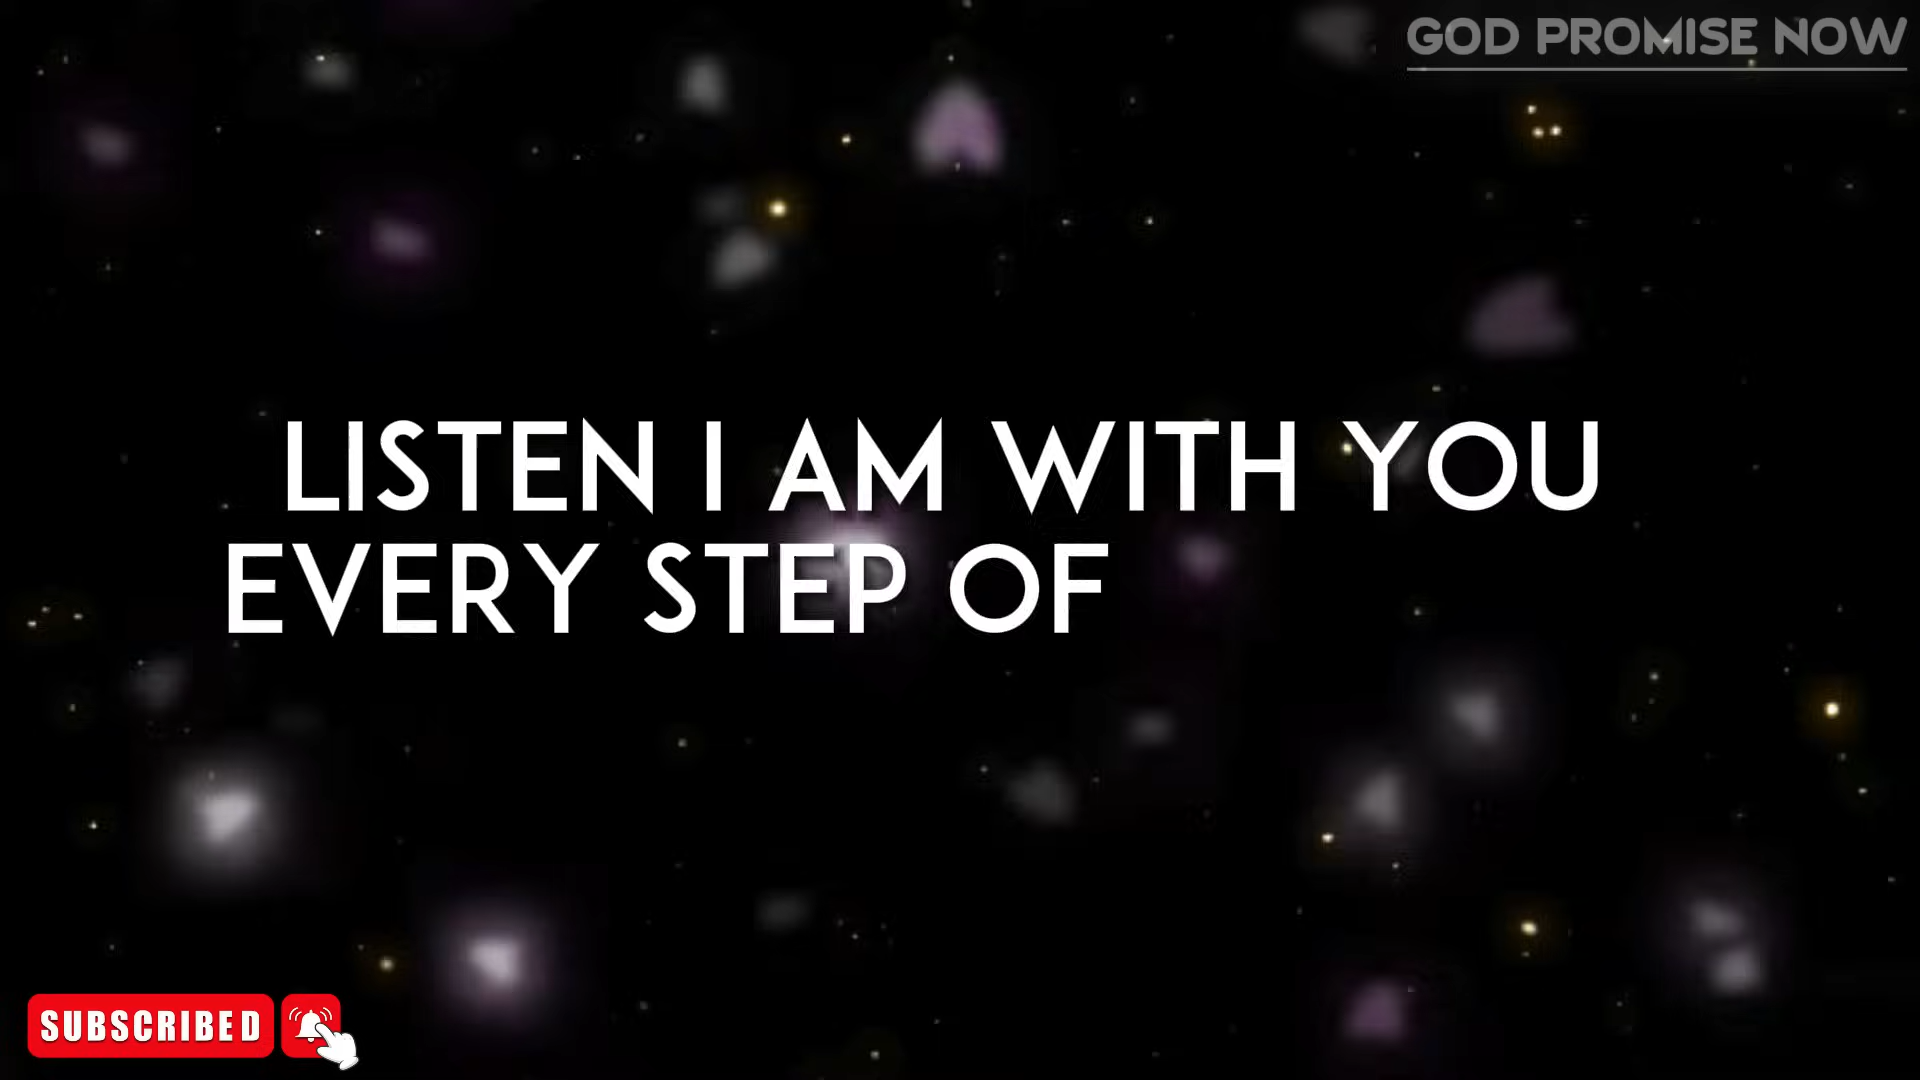 GOD PROMISE NOW
LISTEN I AM WITH YOU
EVERY STEP OF
SUBSCRIBED